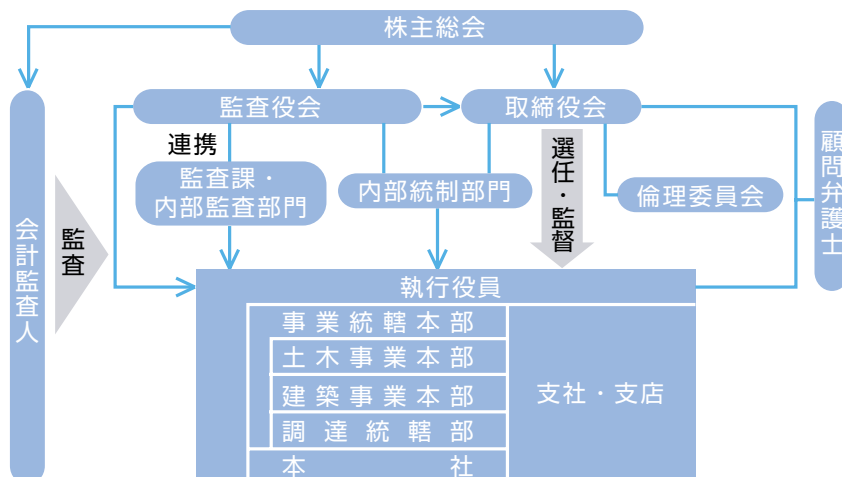 株主総会
監査役会
取締役会
連携
監査課・
内部監査部門
内部統制部門
選任・監督
倫理委員会
顧問弁護士
会計監査人
監査
執行役員
事業統轄本部
土木事業本部
建築事業本部
調達統轄部
本社
支社・支店